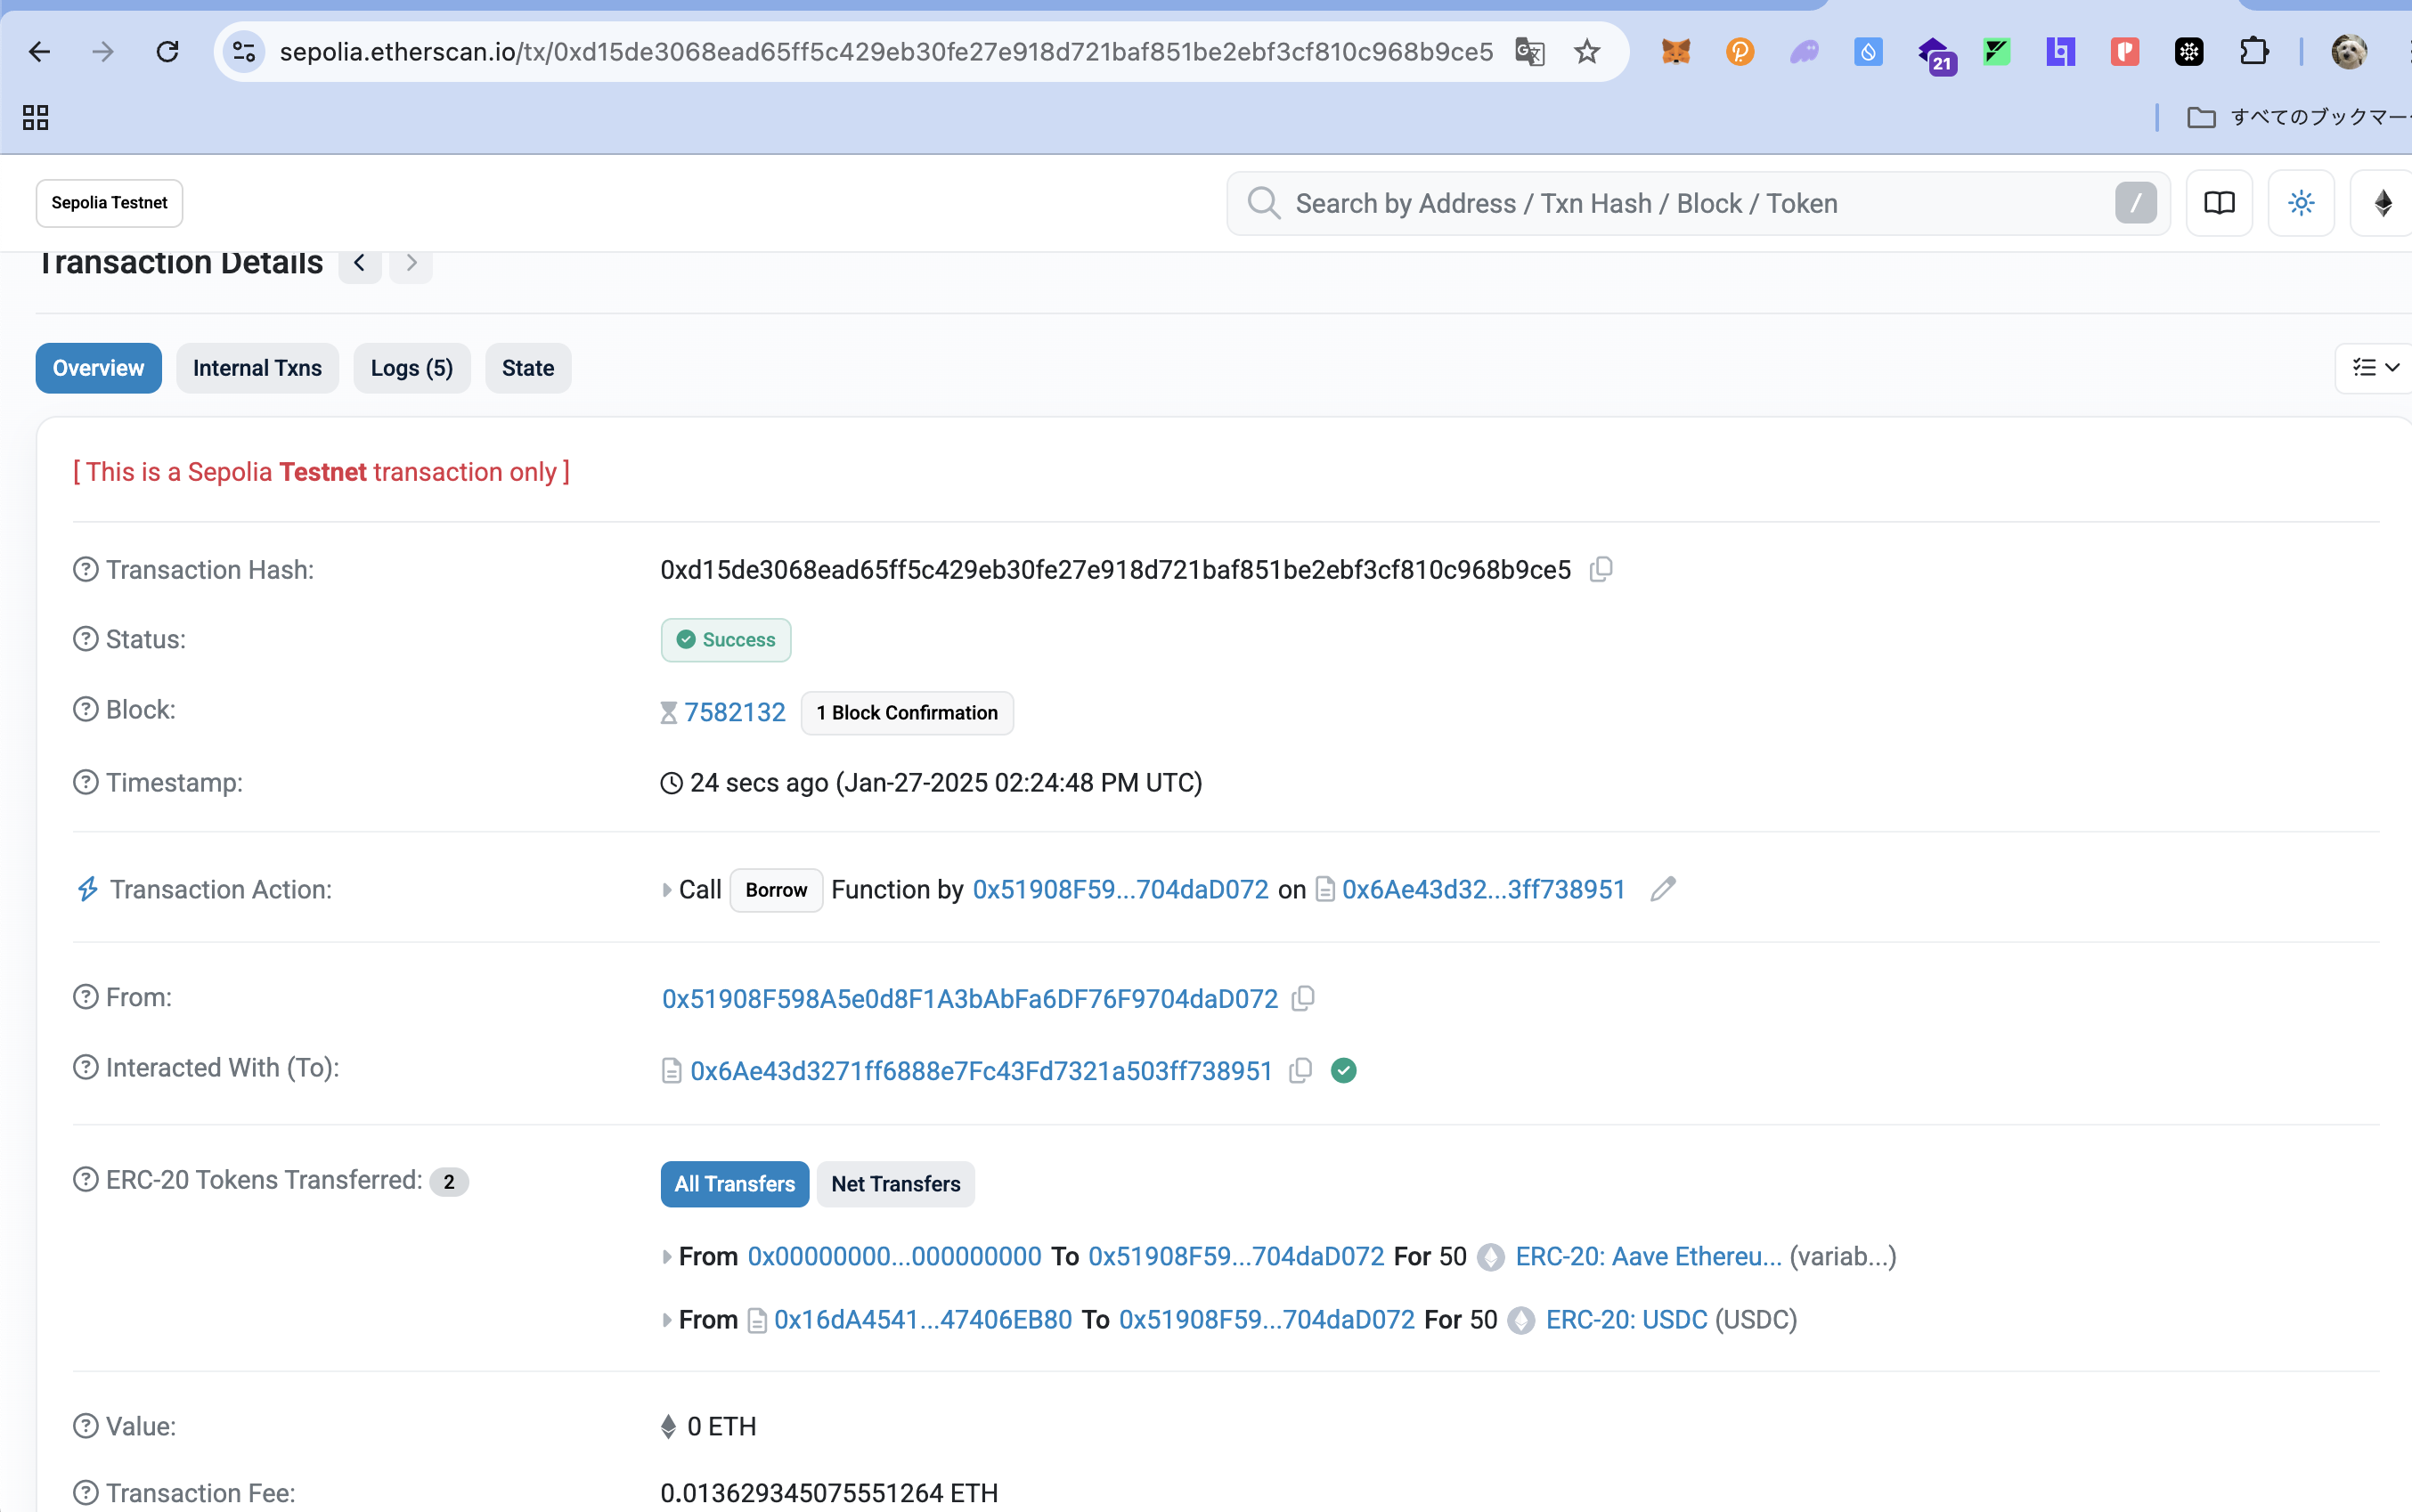 sepolia.etherscan.io/tx/0xd15de3068ead65ff5c429eb30fe27e918d721baf851be2ebf3cf810c968b9ce5
21
すべてのブックマー
Sepolia Testnet
Search by Address / Txn Hash / Block / Token
/
Transaction Details
Overview
Internal Txns
Logs (5)
State
[ This is a Sepolia Testnet transaction only ]
Transaction Hash:
0xd15de3068ead65ff5c429eb30fe27e918d721baf851be2ebf3cf810c968b9ce5
Status:
Success
Block:
7582132 1 Block Confirmation
Timestamp:
24 secs ago (Jan-27-2025 02:24:48 PM UTC)
Transaction Action:
Call Borrow Function by 0x51908F59...704daD072 on 0x6Ae43d32...3ff738951
From:
0x51908F598A5e0d8F1A3bAbFa6DF76F9704daD072
Interacted With (To):
0x6Ae43d3271ff6888e7Fc43Fd7321a503ff738951
ERC-20 Tokens Transferred: 2
All Transfers Net Transfers
From 0x00000000...000000000 To 0x51908F59...704daD072 For 50 ERC-20: Aave Ethereu... (variab...)
From 0x16dA4541...47406EB80 To 0x51908F59...704daD072 For 50 ERC-20: USDC (USDC)
Value:
0 ETH
Transaction Fee:
0.013629345075551264 ETH